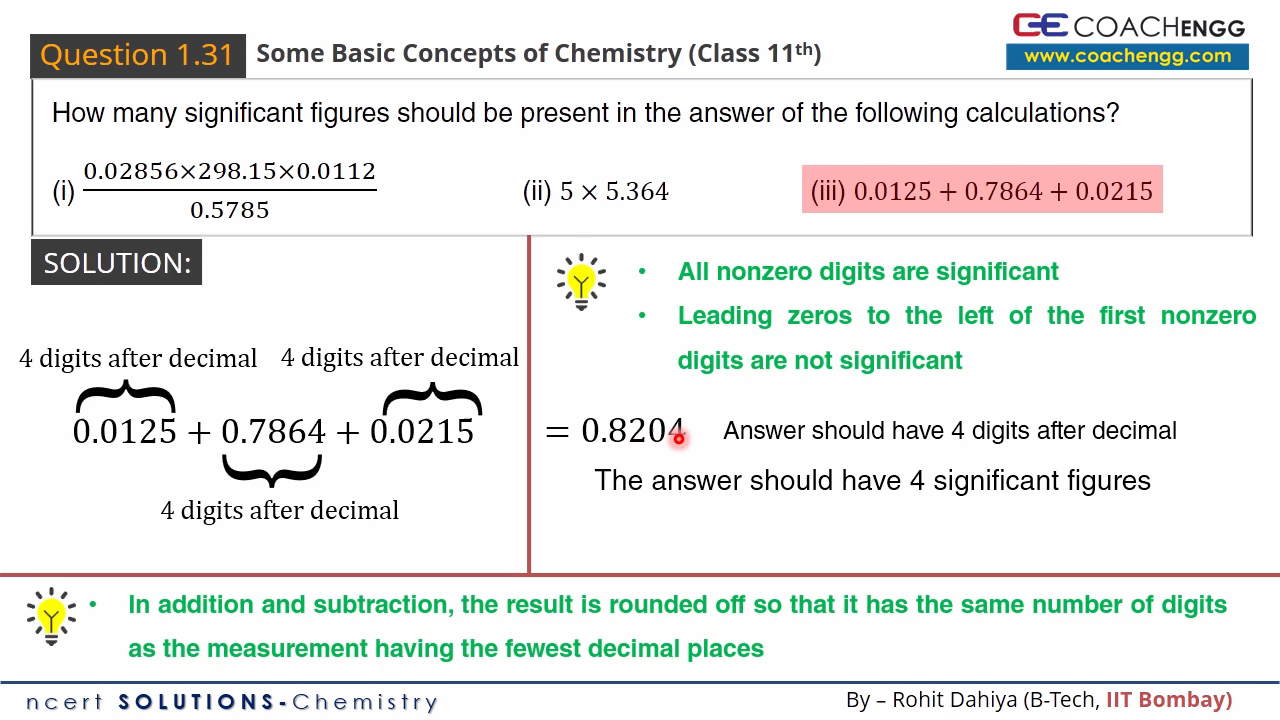 Question 1.31
Some Basic Concepts of Chemistry (Class 11th)
CE COACHENGG
www.coachengg.com
How many significant figures should be present in the answer of the following calculations?
(i) 0.02856×298.15×0.0112
0.5785
(ii) 5 × 5.364
(iii) 0.0125 + 0.7864 + 0.0215
SOLUTION:
• All nonzero digits are significant
• Leading zeros to the left of the first nonzero
digits are not significant
4 digits after decimal 4 digits after decimal
0.0125 + 0.7864 + 0.0215
= 0.8204 Answer should have 4 digits after decimal
The answer should have 4 significant figures
4 digits after decimal
• In addition and subtraction, the result is rounded off so that it has the same number of digits
as the measurement having the fewest decimal places
ncert SOLUTIONS-Chemistry
By – Rohit Dahiya (B-Tech, IIT Bombay)